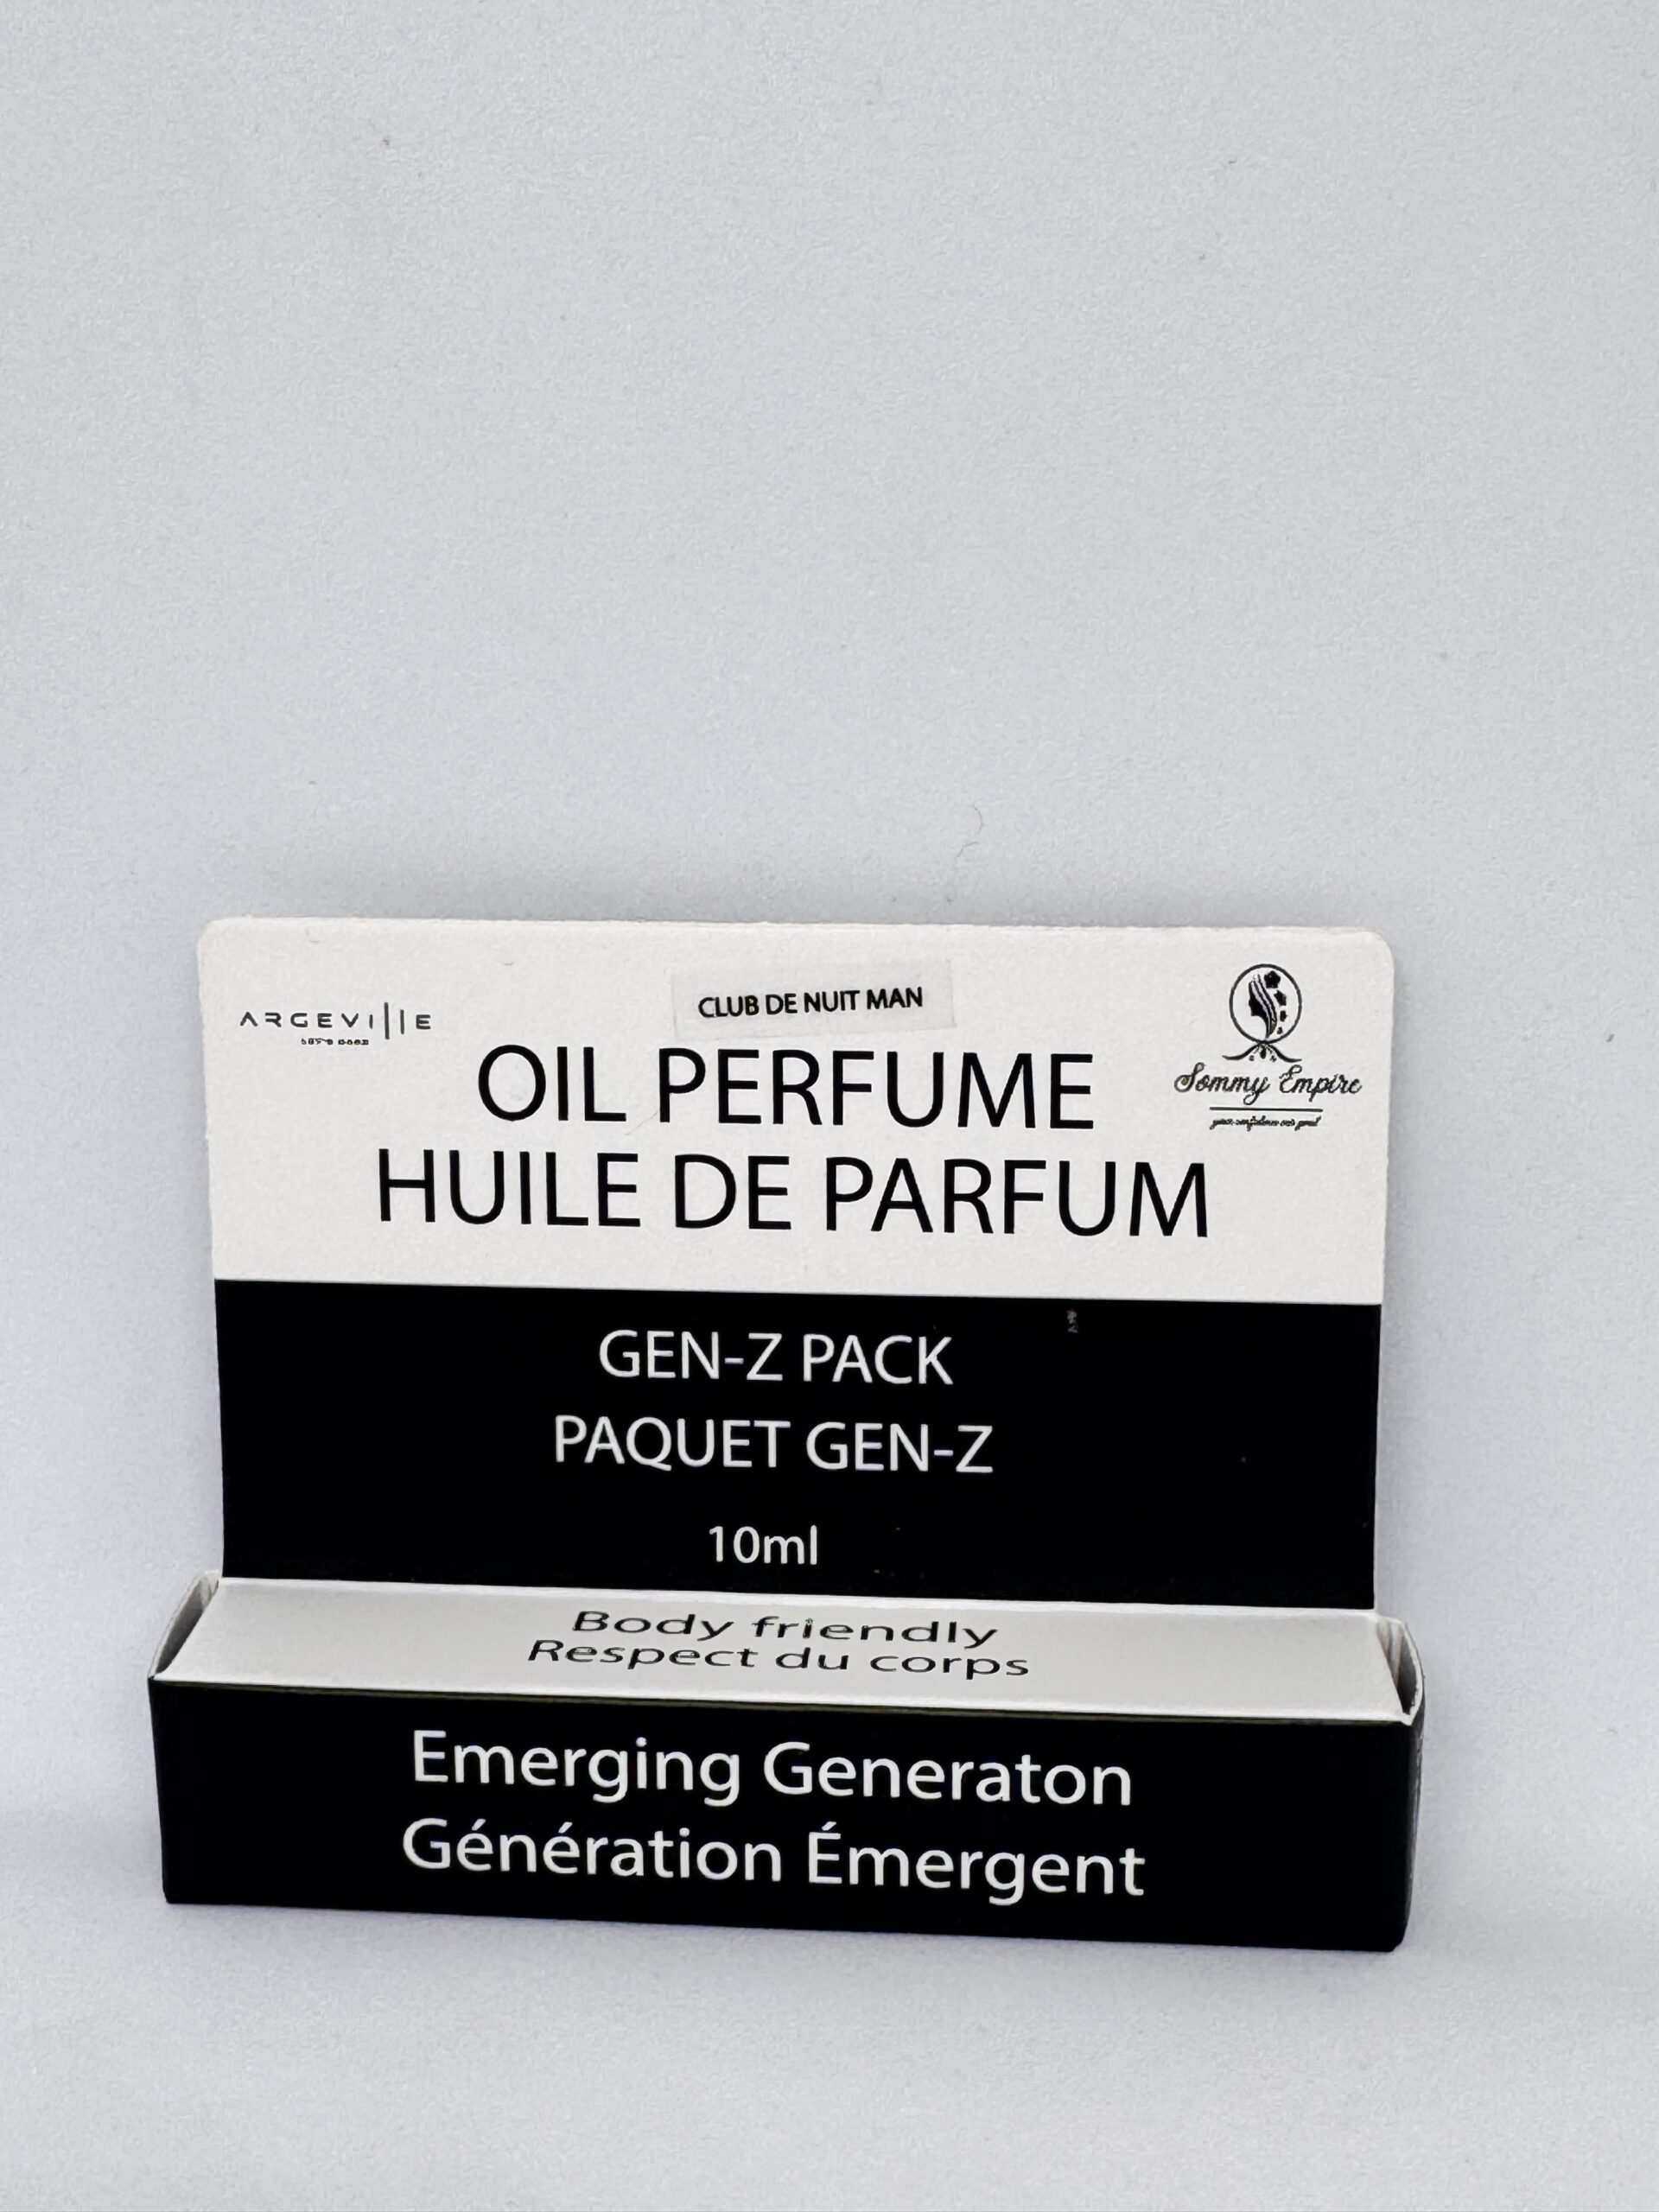 CLUB DE NUIT MAN
ARGEVILLE
OIL PERFUME
HUILE DE PARFUM
Sommy Empire
GEN-Z PACK
PAQUET GEN-Z
10ml
Body friendly
Respect du corps
Emerging Generaton
Génération Émergent